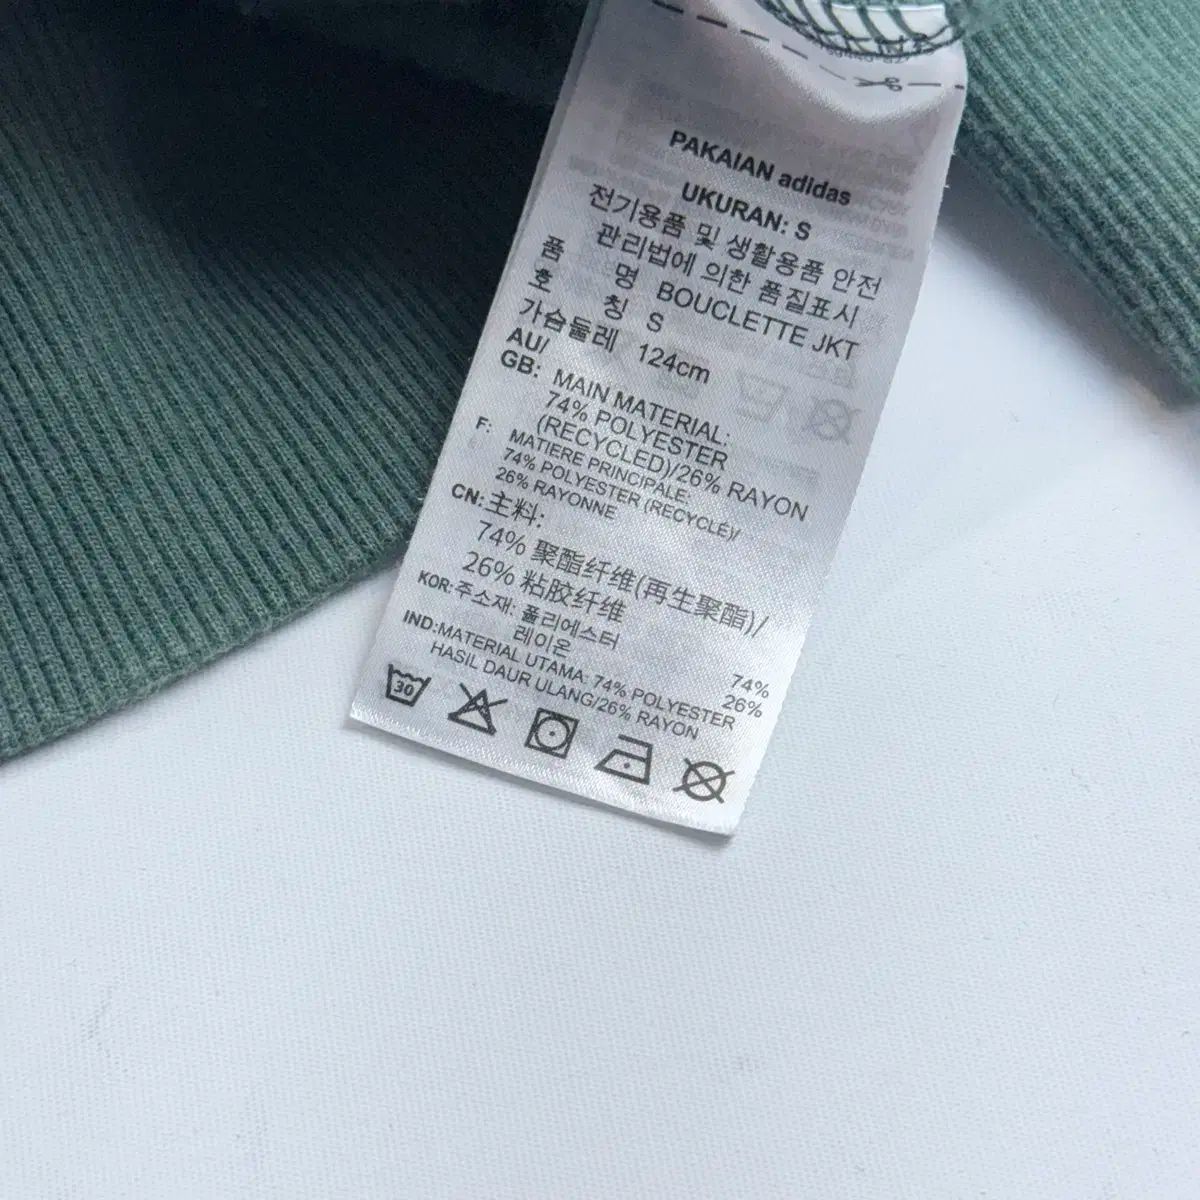 PAKAIAN adidas
UKURAN: S
전기용품 및 생활용품 안전
관리법에 의한 품질표시
품 명 BOUCLETTE JKT
호 칭 S
가슴둘레 124cm
AU/
GB: MAIN MATERIAL:
74% POLYESTER
(RECYCLED)/26% RAYON
F: MATIERE PRINCIPALE:
74% POLYESTER (RECYCLÉ)/
26% RAYONNE
CN: 主料:
74% 聚酯纤维(再生聚酯)/
26% 粘胶纤维
KOR: 주소재: 폴리에스터 74%
레이온 26%
IND: MATERIAL UTAMA: 74% POLYESTER
HASIL DAUR ULANG/26% RAYON
30